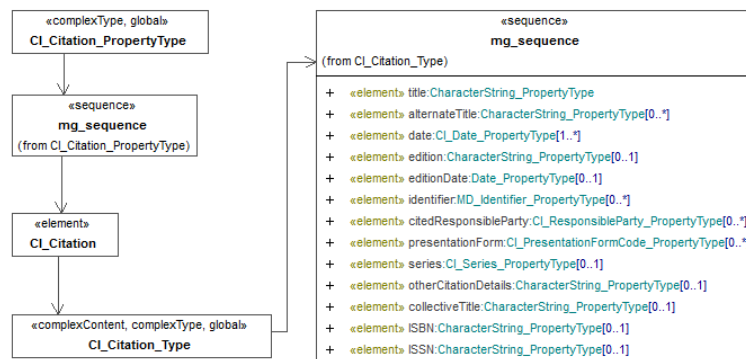 «complexType, global»
CI_Citation_PropertyType
«sequence»
mg_sequence
(from CI_Citation_PropertyType)
«element»
CI_Citation
«complexContent, complexType, global»
CI_Citation_Type
«sequence»
mg_sequence
(from CI_Citation_Type)
+ «element» title:CharacterString_PropertyType
+ «element» alternateTitle:CharacterString_PropertyType[0..*]
+ «element» date:CI_Date_PropertyType[1..*]
+ «element» edition:CharacterString_PropertyType[0..1]
+ «element» editionDate:Date_PropertyType[0..1]
+ «element» identifier:MD_Identifier_PropertyType[0..*]
+ «element» citedResponsibleParty:CI_ResponsibleParty_PropertyType[0..*]
+ «element» presentationForm:CI_PresentationFormCode_PropertyType[0..*
+ «element» series:CI_Series_PropertyType[0..1]
+ «element» otherCitationDetails:CharacterString_PropertyType[0..1]
+ «element» collectiveTitle:CharacterString_PropertyType[0..1]
+ «element» ISBN:CharacterString_PropertyType[0..1]
+ «element» ISSN:CharacterString_PropertyType[0..1]